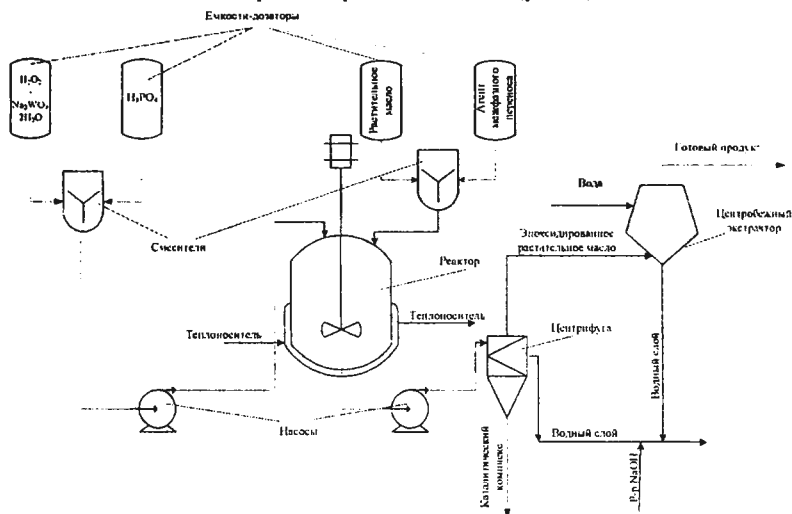 Емкости-дозаторы
H₂O₂
+
Na₂WO₄
2H₂O
H₃PO₄
Растительное
масло
Агент
межфазного
переноса
Готовый продукт
Вода
Центробежный
экстрактор
Смесители
Эпоксидированное
растительное масло
Реактор
Теплоноситель
Теплоноситель
Центрифуга
Водный слой
Насосы
Водный слой
Каталитический
комплекс
Р-р NaOH